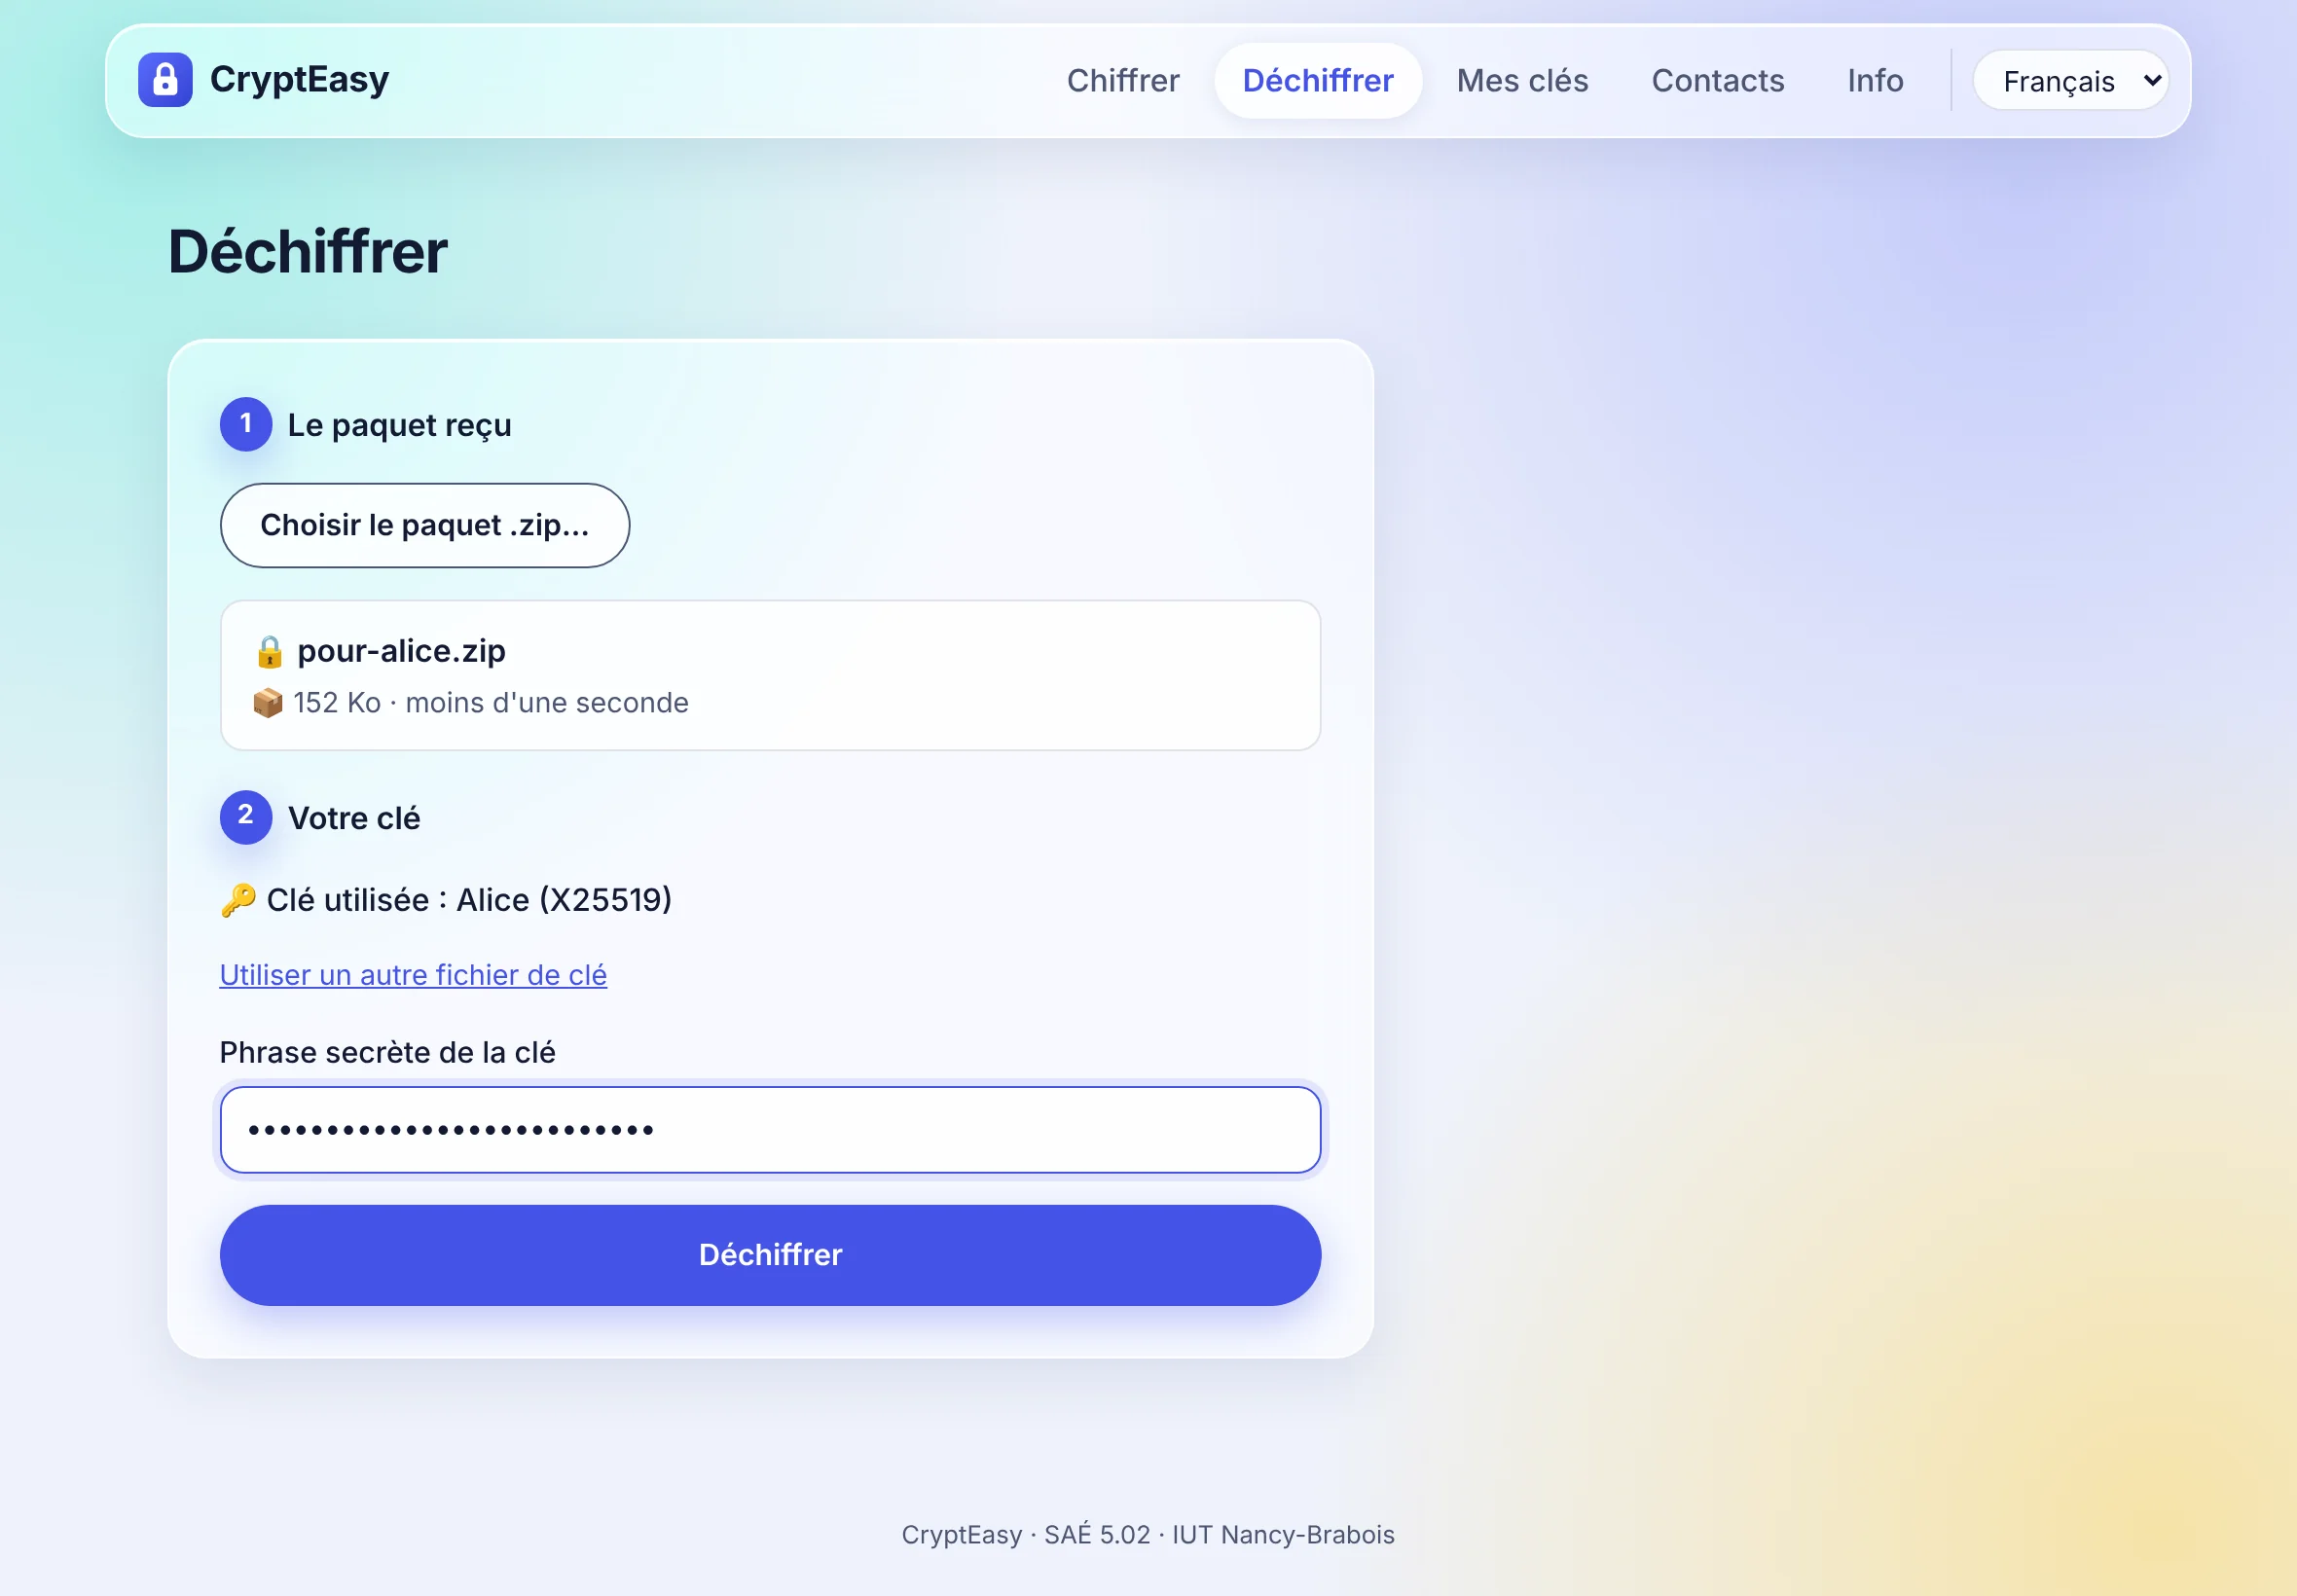 CryptEasy
Chiffrer
Déchiffrer
Mes clés
Contacts
Info
Français
Déchiffrer
1 Le paquet reçu
Choisir le paquet .zip...
🔒 pour-alice.zip
📦 152 Ko · moins d'une seconde
2 Votre clé
🔑 Clé utilisée : Alice (X25519)
Utiliser un autre fichier de clé
Phrase secrète de la clé
••••••••••••••••••••••••••
Déchiffrer
CryptEasy · SAÉ 5.02 · IUT Nancy-Brabois